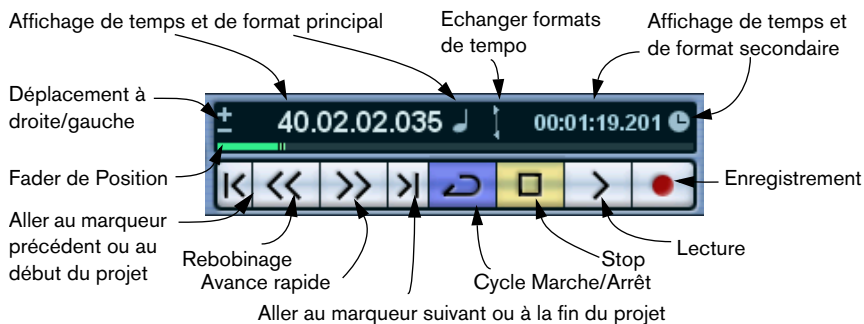 Affichage de temps et de format principal
Echanger formats
de tempo
Affichage de temps et
de format secondaire
Déplacement à
droite/gauche
40.02.02.035
00:01:19.201
Fader de Position
Enregistrement
Aller au marqueur
précédent ou au
début du projet
Rebobinage
Avance rapide
Stop
Lecture
Cycle Marche/Arrêt
Aller au marqueur suivant ou à la fin du projet